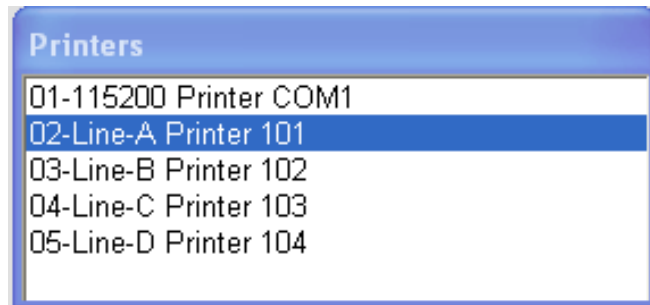 Printers
01-115200 Printer COM1
02-Line-A Printer 101
03-Line-B Printer 102
04-Line-C Printer 103
05-Line-D Printer 104